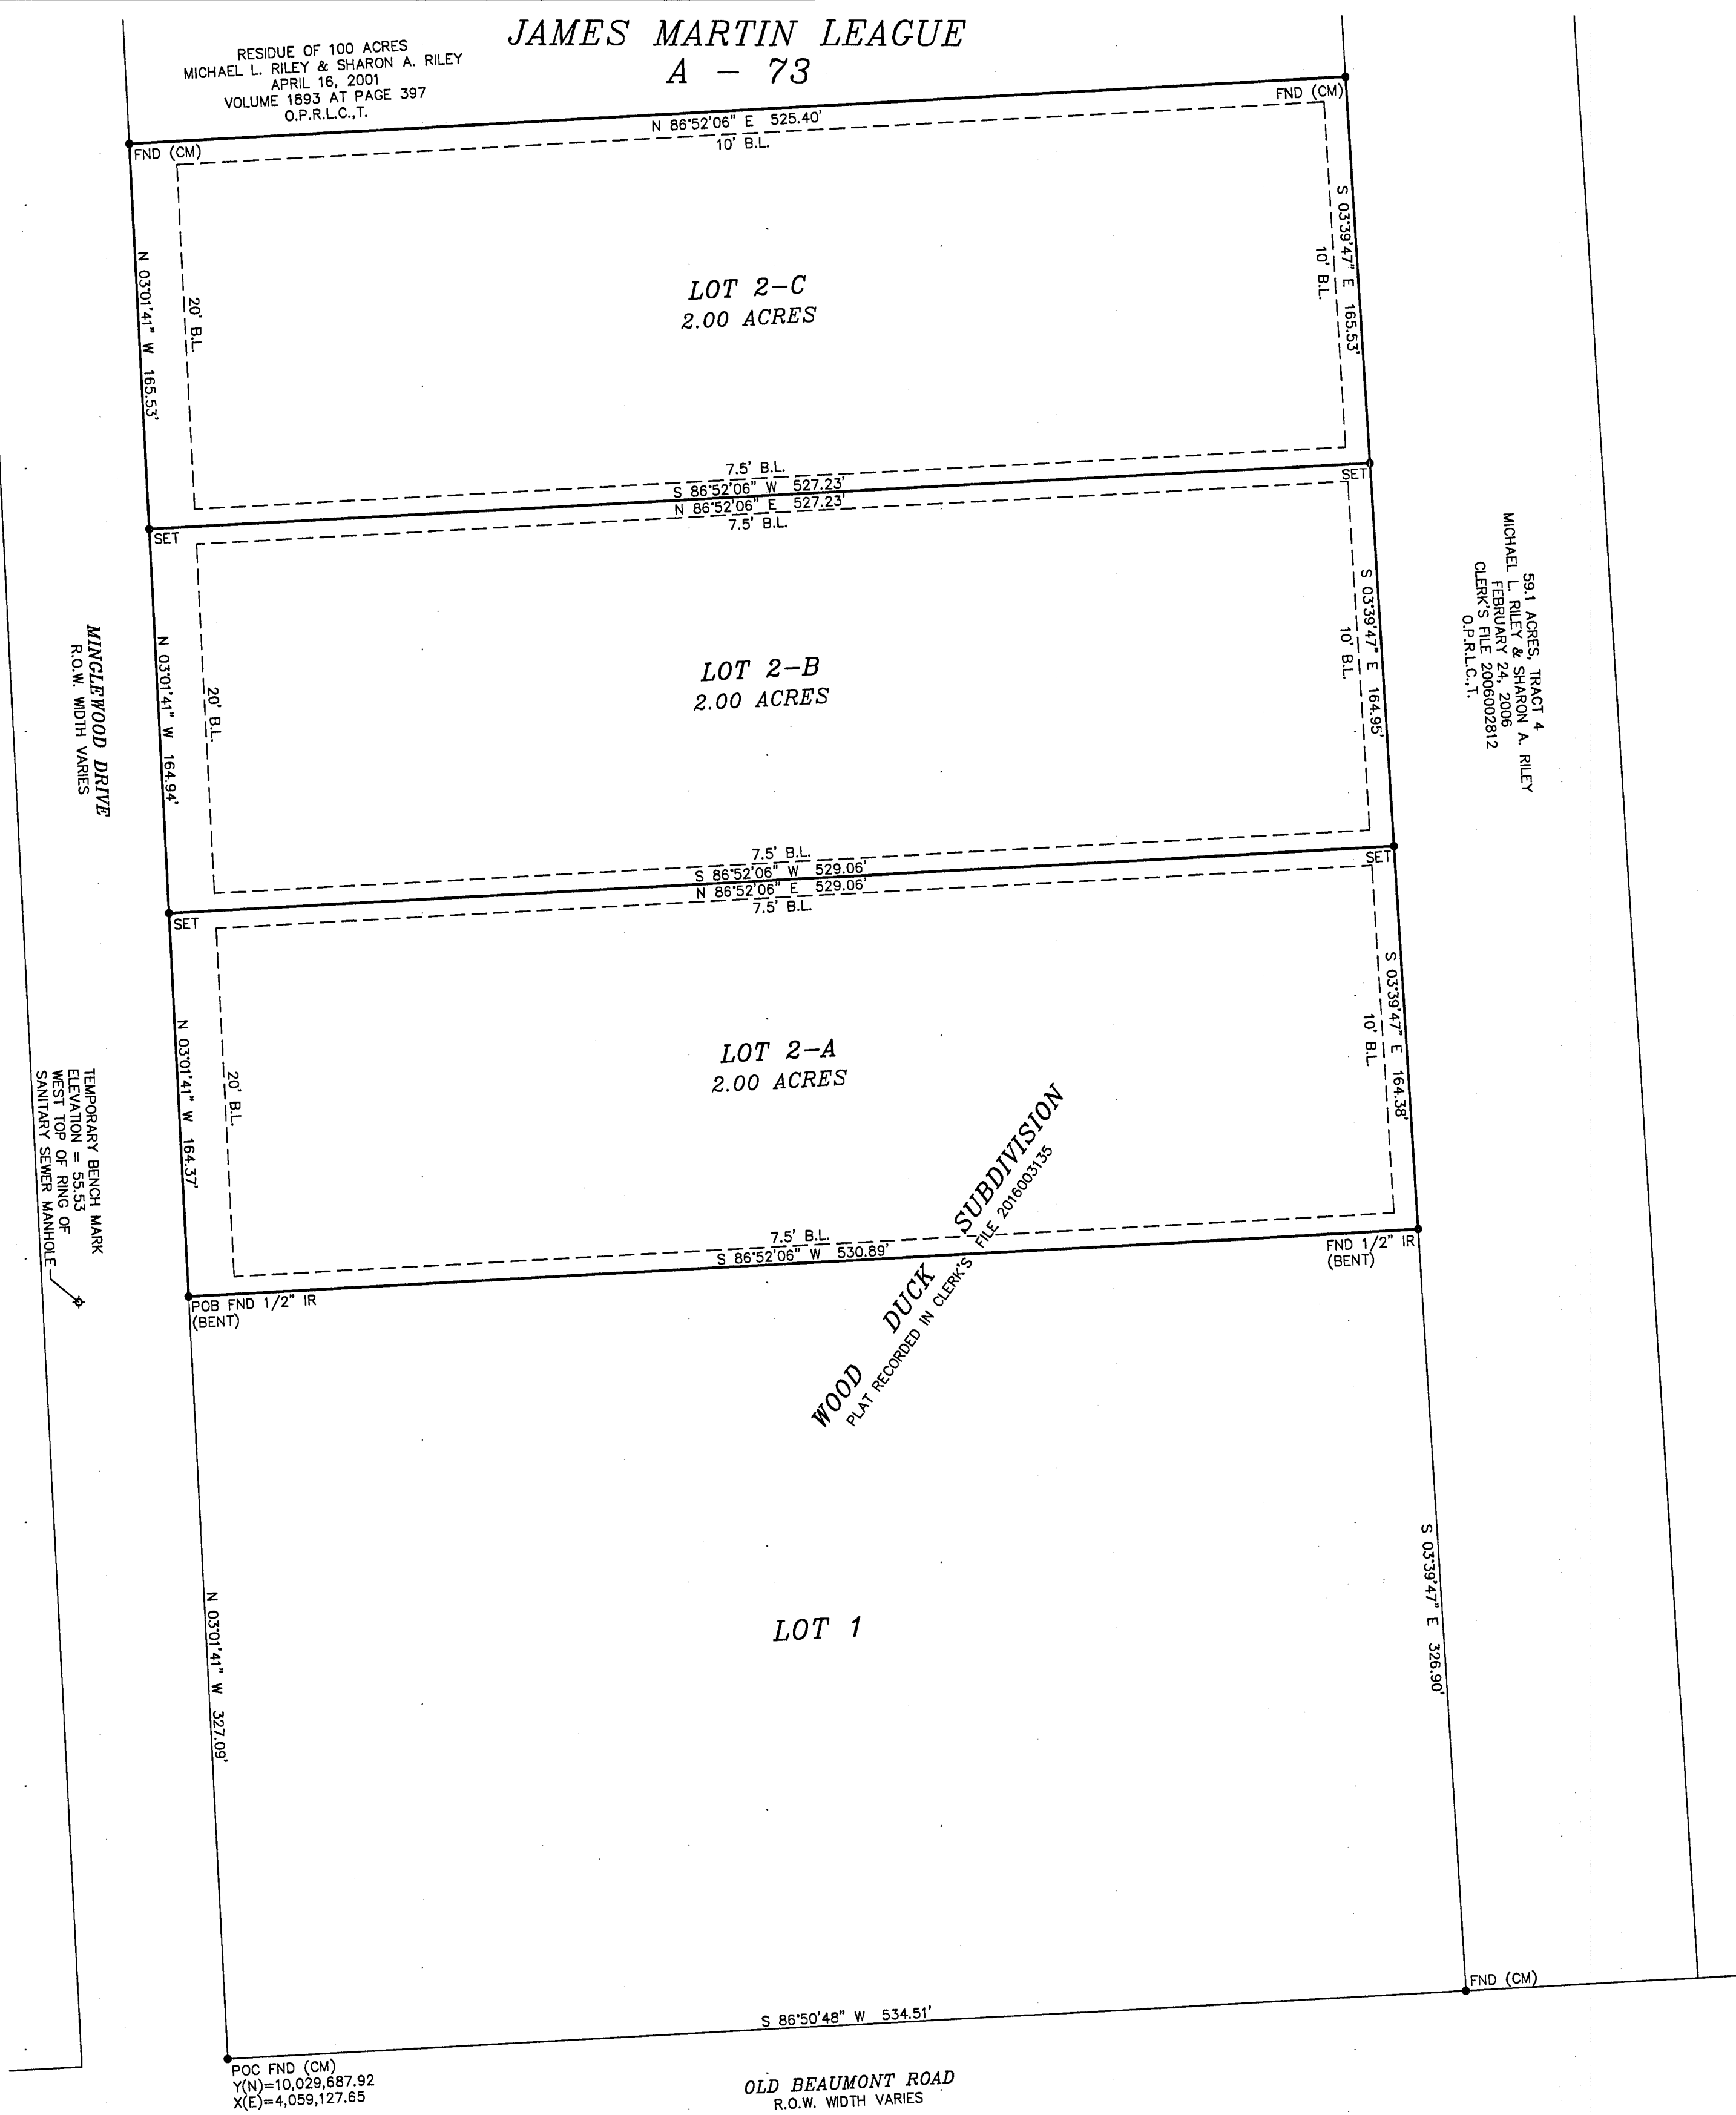 JAMES MARTIN LEAGUE
A - 73
RESIDUE OF 100 ACRES
MICHAEL L. RILEY & SHARON A. RILEY
APRIL 16, 2001
VOLUME 1893 AT PAGE 397
O.P.R.L.C.,T.
FND (CM)
N 86°52'06" E 525.40'
10' B.L.
FND (CM)
N 03°01'41" W 165.53'
20' B.L.
LOT 2-C
2.00 ACRES
S 03°39'47" E 165.53'
10' B.L.
7.5' B.L.
S 86°52'06" W 527.23'
N 86°52'06" E 527.23'
7.5' B.L.
SET
SET
MINGLEWOOD DRIVE
R.O.W. WIDTH VARIES
N 03°01'41" W 164.94'
20' B.L.
LOT 2-B
2.00 ACRES
S 03°39'47" E 164.95'
10' B.L.
59.1 ACRES, TRACT 4
MICHAEL L. RILEY & SHARON A. RILEY
FEBRUARY 24, 2006
CLERK'S FILE 2006002812
O.P.R.L.C.,T.
7.5' B.L.
S 86°52'06" W 529.06'
N 86°52'06" E 529.06'
7.5' B.L.
SET
SET
TEMPORARY BENCH MARK
ELEVATION = 55.53
WEST TOP OF RING OF
SANITARY SEWER MANHOLE
N 03°01'41" W 164.37'
20' B.L.
LOT 2-A
2.00 ACRES
S 03°39'47" E 164.38'
10' B.L.
7.5' B.L.
S 86°52'06" W 530.89'
POB FND 1/2" IR
(BENT)
FND 1/2" IR
(BENT)
WOOD DUCK SUBDIVISION
PLAT RECORDED IN CLERK'S FILE 2016003135
N 03°01'41" W 327.09'
LOT 1
S 03°39'47" E 326.90'
FND (CM)
S 86°50'48" W 534.51'
POC FND (CM)
Y(N)=10,029,687.92
X(E)=4,059,127.65
OLD BEAUMONT ROAD
R.O.W. WIDTH VARIES